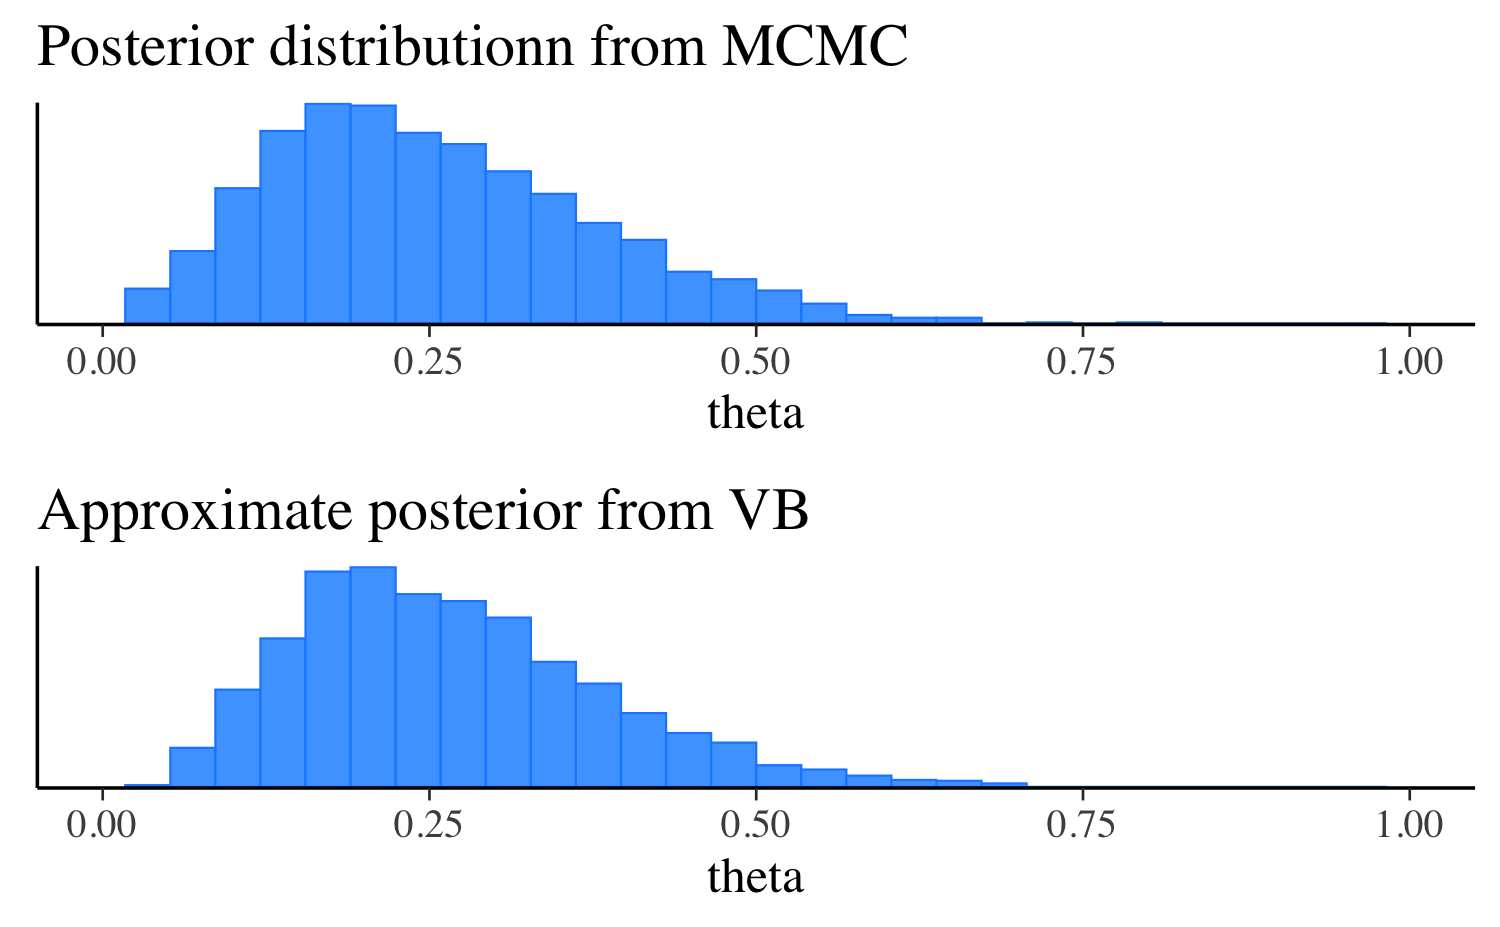 Posterior distributionn from MCMC
0.00 0.25 0.50 0.75 1.00
theta
Approximate posterior from VB
0.00 0.25 0.50 0.75 1.00
theta